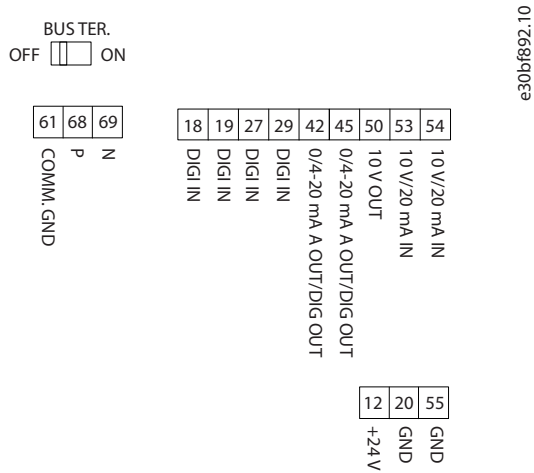 e30bf892.10
BUS TER.
OFF ON
61 68 69
COMM. GND
P
N
18 19 27 29 42 45 50 53 54
DIGI IN
DIGI IN
DIGI IN
DIGI IN
0/4-20 mA A OUT/DIG OUT
0/4-20 mA A OUT/DIG OUT
10 V OUT
10 V/20 mA IN
10 V/20 mA IN
12 20 55
+24 V
GND
GND